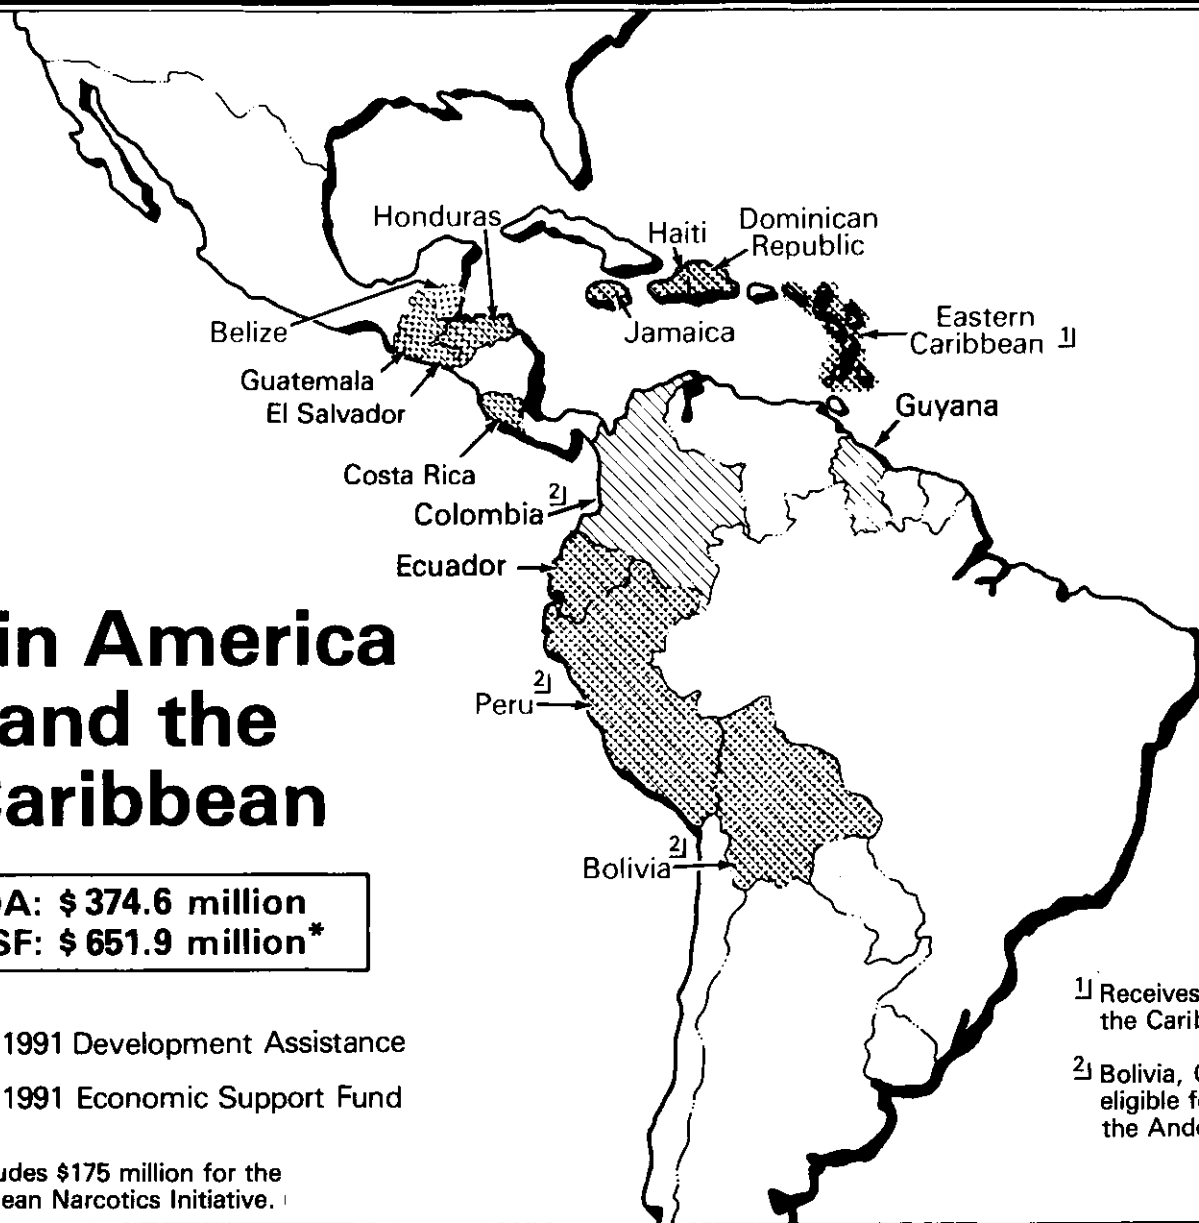 Honduras
Haiti
Dominican
Republic
Belize
Jamaica
Eastern
Caribbean 1|
Guatemala
El Salvador
Guyana
Costa Rica
2|
Colombia
Ecuador
in America
and the
aribbean
2|
Peru
2|
Bolivia
A: $374.6 million
SF: $651.9 million*
1991 Development Assistance
1991 Economic Support Fund
udes $175 million for the
ean Narcotics Initiative.
1| Receives
the Carib
2| Bolivia, C
eligible f
the Ande